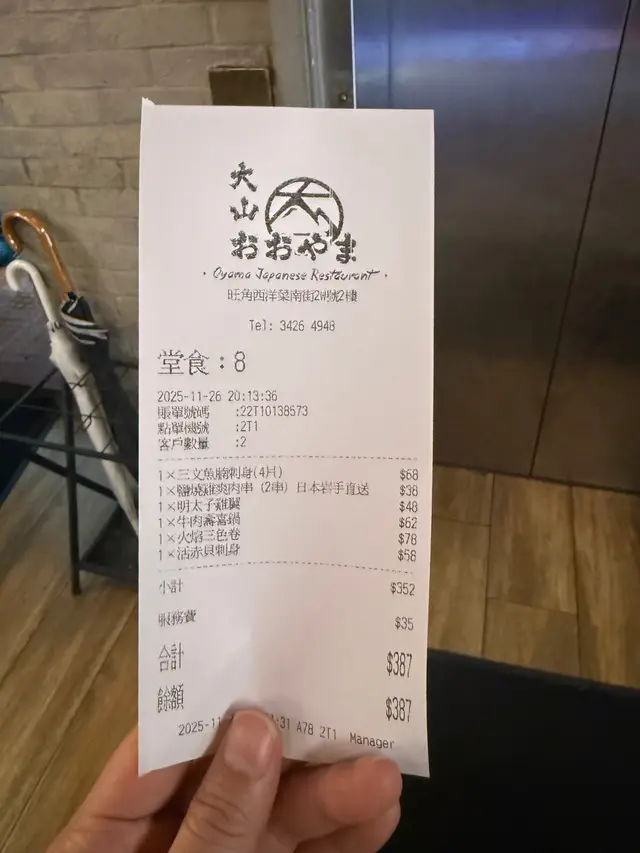 大
山
おおやま
· Oyama Japanese Restaurant ·
旺角西洋菜南街2號2樓
Tel: 3426 4948
堂食：8
2025-11-26 20:13:36
賬單號碼 :22T10138573
點單機號 :2T1
客戶數量 :2
1×三文魚腩刺身(4片) $68
1×鹽燒雞爽肉串 (2串) 日本岩手直送 $38
1×明太子雞翼 $48
1×牛肉壽喜鍋 $62
1×火焰三色卷 $78
1×活赤貝刺身 $58
小計 $352
服務費 $35
合計 $387
餘額 $387
2025-11 :31 A78 2T1 Manager